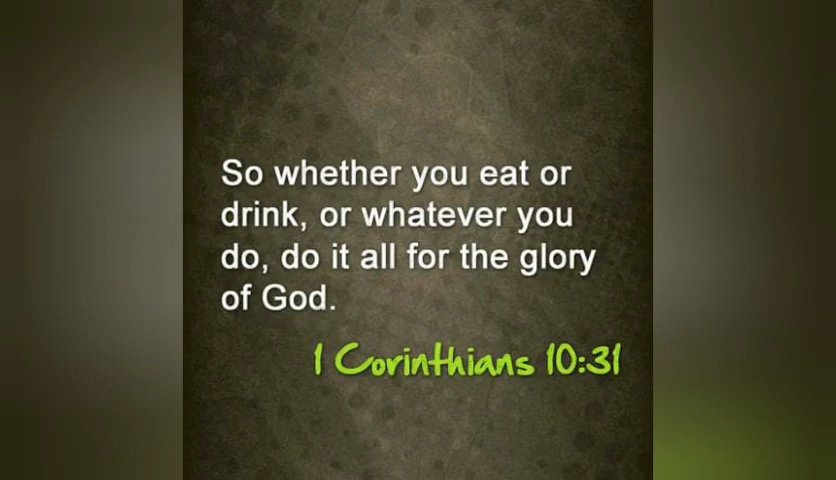 So whether you eat or
drink, or whatever you
do, do it all for the glory
of God.
1 Corinthians 10:31